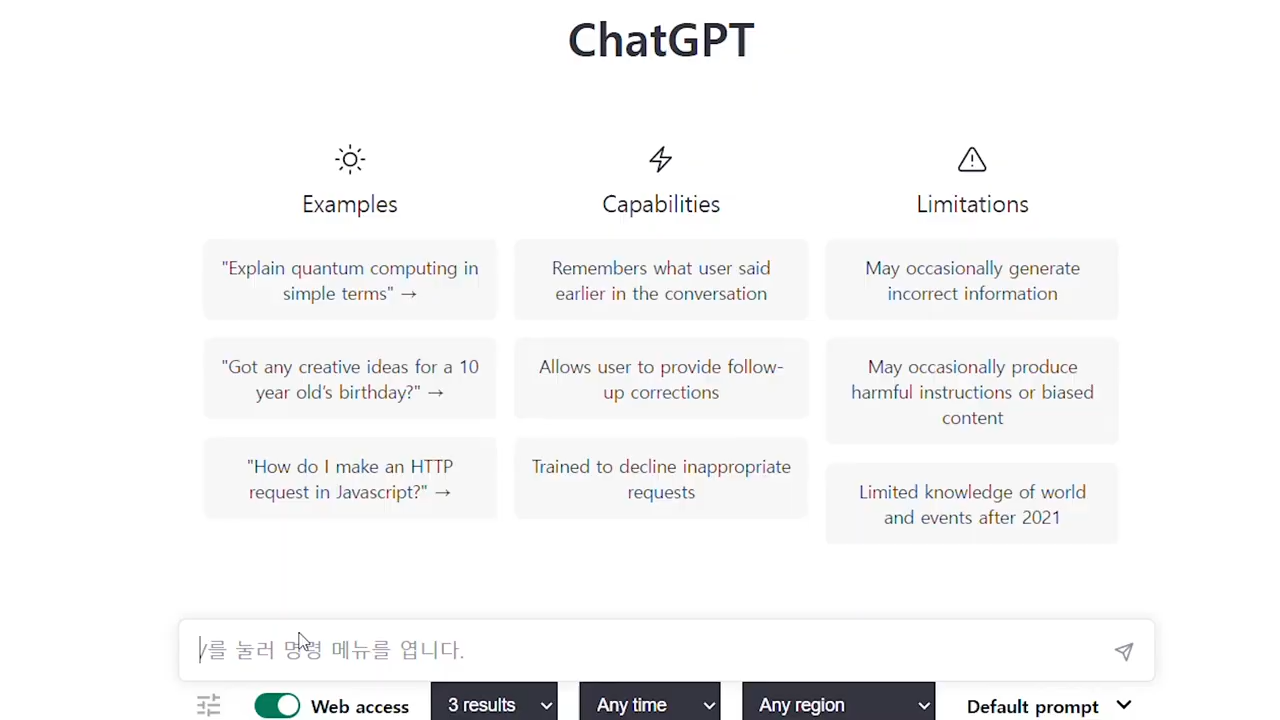 ChatGPT
Examples
"Explain quantum computing in
simple terms" →
"Got any creative ideas for a 10
year old's birthday?" →
"How do I make an HTTP
request in Javascript?" →
Capabilities
Remembers what user said
earlier in the conversation
Allows user to provide follow-
up corrections
Trained to decline inappropriate
requests
Limitations
May occasionally generate
incorrect information
May occasionally produce
harmful instructions or biased
content
Limited knowledge of world
and events after 2021
/를 눌러 명령 메뉴를 엽니다.
Web access
3 results
Any time
Any region
Default prompt